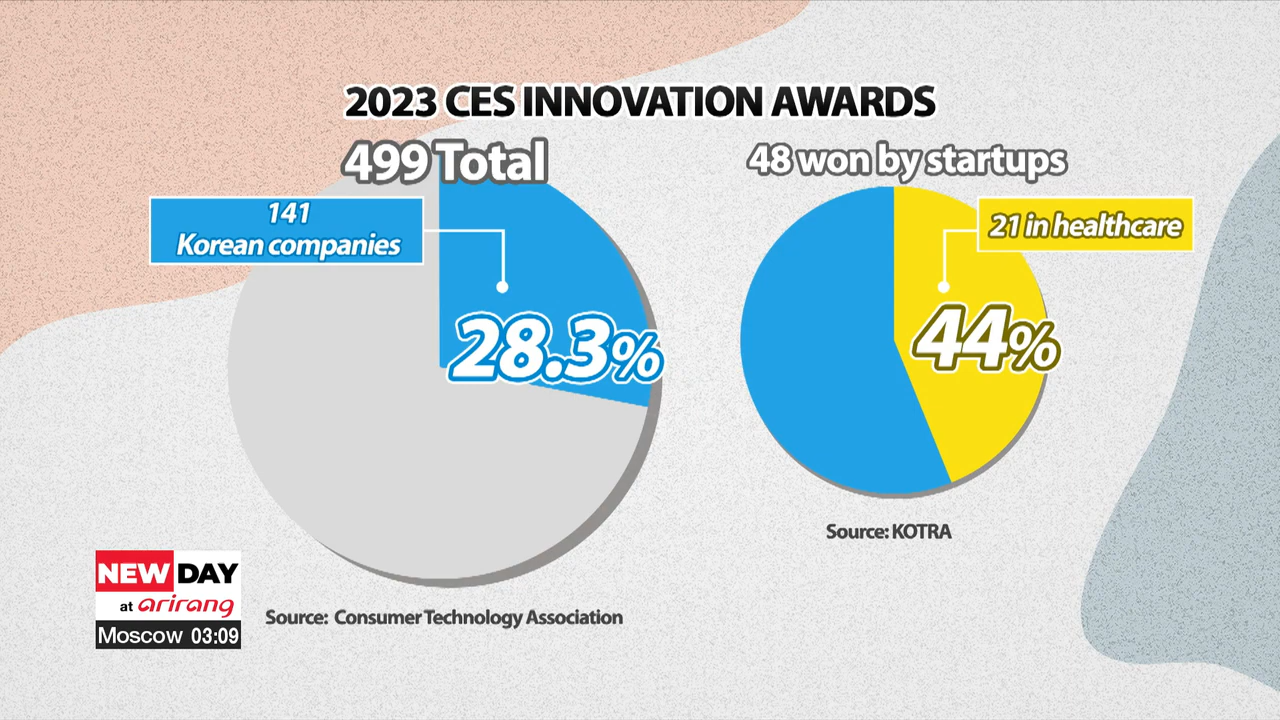 2023 CES INNOVATION AWARDS
499 Total
141
Korean companies
28.3%
Source: Consumer Technology Association
48 won by startups
21 in healthcare
44%
Source: KOTRA
NEW DAY
at arirang
Moscow 03:09